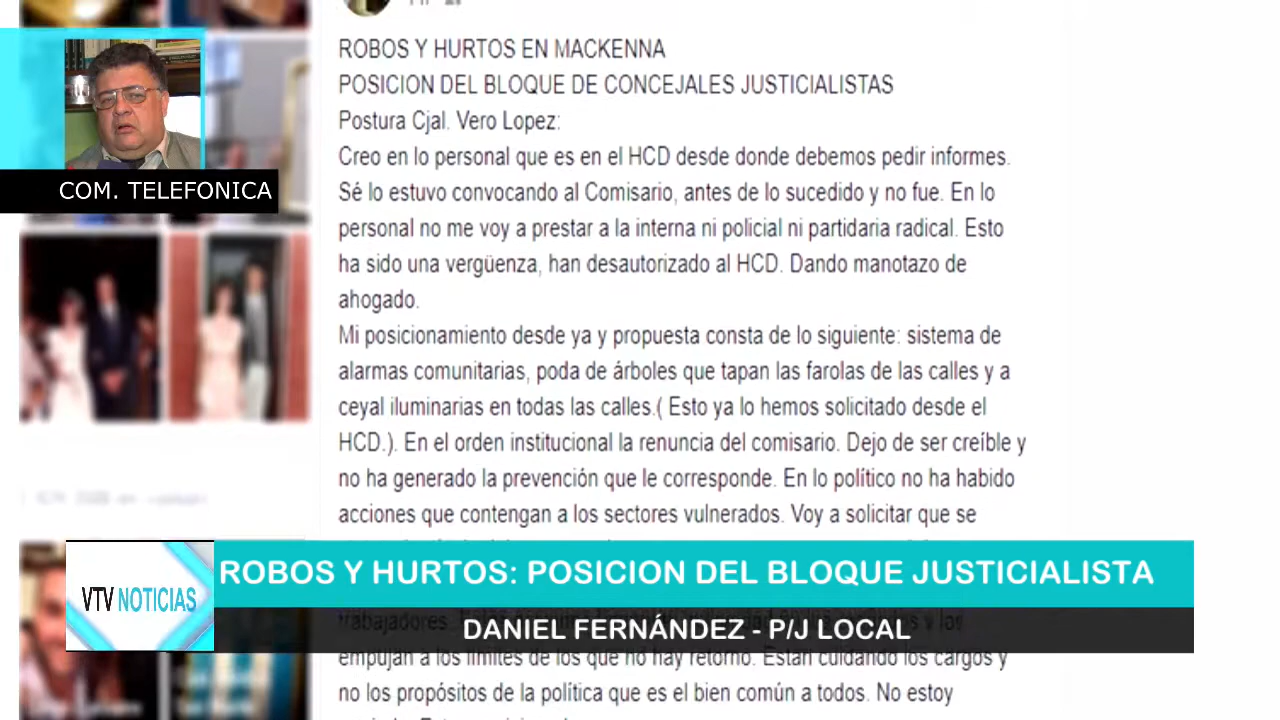 ROBOS Y HURTOS EN MACKENNA
POSICION DEL BLOQUE DE CONCEJALES JUSTICIALISTAS
Postura Cjal. Vero Lopez:
Creo en lo personal que es en el HCD desde donde debemos pedir informes.
Sé lo estuvo convocando al Comisario, antes de lo sucedido y no fue. En lo
personal no me voy a prestar a la interna ni policial ni partidaria radical. Esto
ha sido una vergüenza, han desautorizado al HCD. Dando manotazo de
ahogado.
Mi posicionamiento desde ya y propuesta consta de lo siguiente: sistema de
alarmas comunitarias, poda de árboles que tapan las farolas de las calles y a
ceyal iluminarias en todas las calles.( Esto ya lo hemos solicitado desde el
HCD.). En el orden institucional la renuncia del comisario. Dejo de ser creíble y
no ha generado la prevención que le corresponde. En lo político no ha habido
acciones que contengan a los sectores vulnerados. Voy a solicitar que se
trabajadores.
empujan a los límites de los que no hay retorno. Están cuidando los cargos y
no los propósitos de la política que es el bien común a todos. No estoy
COM. TELEFONICA
VTV NOTICIAS
ROBOS Y HURTOS: POSICION DEL BLOQUE JUSTICIALISTA
DANIEL FERNÁNDEZ - P/J LOCAL